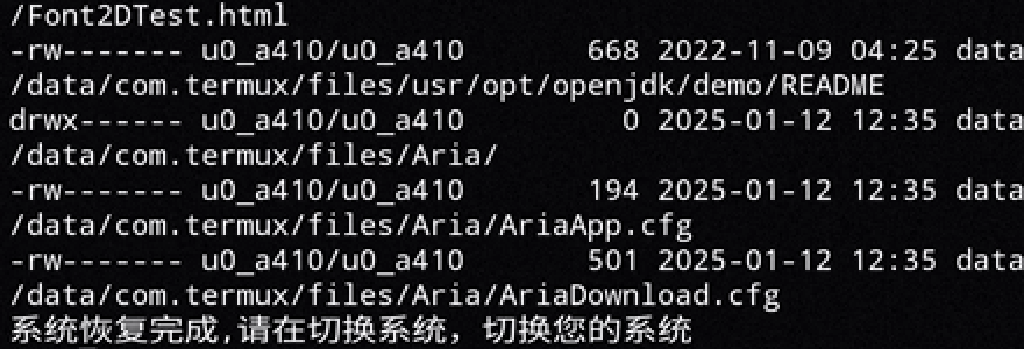 /Font2DTest.html
-rw------- u0_a410/u0_a410 668 2022-11-09 04:25 data
/data/com.termux/files/usr/opt/openjdk/demo/README
drwx------ u0_a410/u0_a410 0 2025-01-12 12:35 data
/data/com.termux/files/Aria/
-rw------- u0_a410/u0_a410 194 2025-01-12 12:35 data
/data/com.termux/files/Aria/AriaApp.cfg
-rw------- u0_a410/u0_a410 501 2025-01-12 12:35 data
/data/com.termux/files/Aria/AriaDownload.cfg
系统恢复完成,请在切换系统，切换您的系统